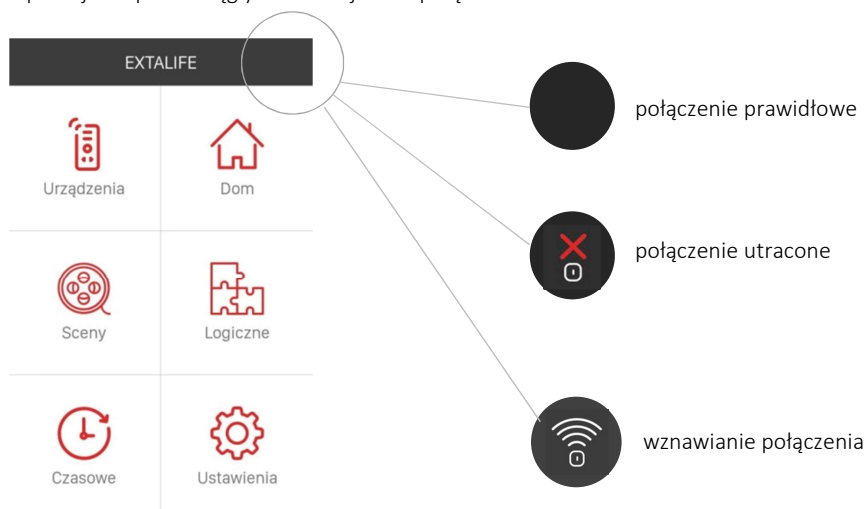 EXTALIFE
połączenie prawidłowe
Urządzenia
Dom
połączenie utracone
Sceny
Logiczne
wznawianie połączenia
Czasowe
Ustawienia